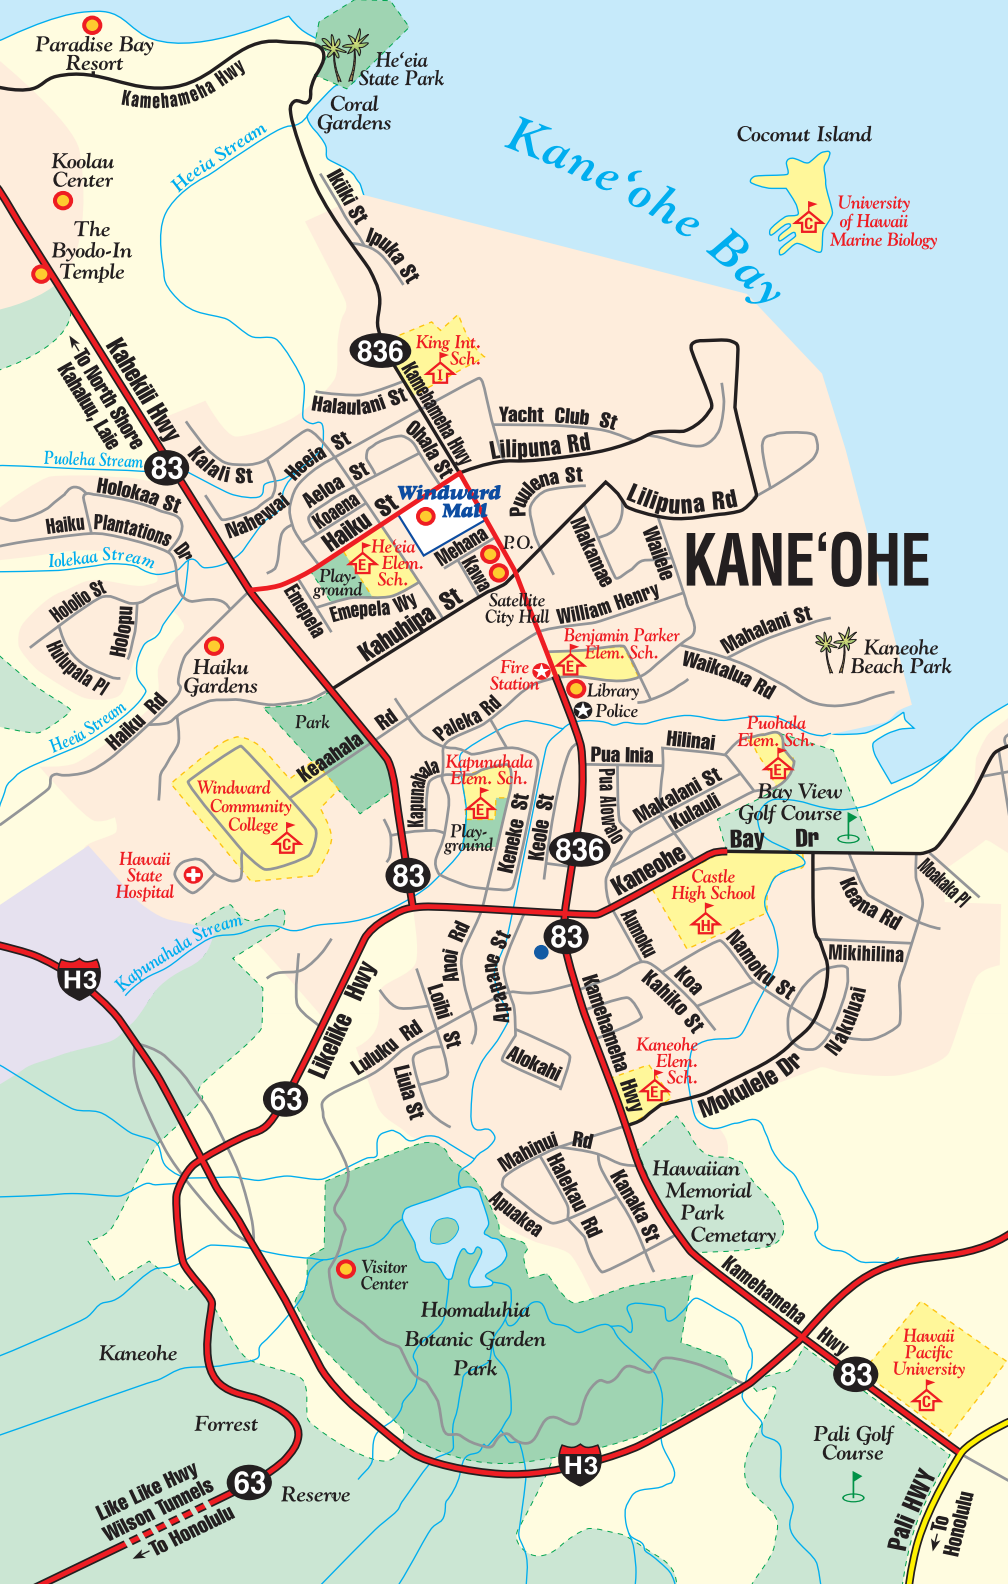 Paradise Bay
Resort
Kamehameha Hwy
He‘eia
State Park
Coral
Gardens
Heeia Stream
Kane‘ohe Bay
Coconut Island
University
of Hawaii
Marine Biology
C
Koolau
Center
The
Byodo-In
Temple
Ikiiki St
Ipuka St
836
King Int.
Sch.
I
Kahekili Hwy
To North Shore
Kahaluu, Laie
Halaulani St
Kamehameha Hwy
Yacht Club St
Lilipuna Rd
Ohala St
Heeia St
Puoleha Stream
83
Kalali St
Aeloa St
Koaena
Nahewai
Haiku St
Windward
Mall
Puulena St
Lilipuna Rd
Holokaa St
Haiku Plantations Dr
Iolekaa Stream
He‘eia
Elem.
Sch.
E
Play-
ground
Mehana
P.O.
Kawa
Satellite
City Hall
Makamae
Wailele
KANE‘OHE
Emepela
Emepela Wy
Kahuhipa St
William Henry
Hololio St
Holopu
Hulupala Pl
Haiku
Gardens
Benjamin Parker
Elem. Sch.
E
Mahalani St
Waikalua Rd
Kaneohe
Beach Park
Fire
Station
Library
Police
Heeia Stream
Haiku Rd
Park
Keaahala Rd
Paleka Rd
Puohala
Elem. Sch.
E
Hilinai
Pua Inia
Windward
Community
College
C
Kapunahala
Kapunahala
Elem. Sch.
E
Play-
ground
Keneke St
Keole St
Pua Alowalo
Makalani St
Kulauli
Bay View
Golf Course
Bay Dr
836
Kaneohe
Hawaii
State
Hospital
83
Castle
High School
H
Keana Rd
Moakaka Pl
Mikihilina
Kapunahala Stream
H3
Anoi Rd
Apapane St
83
Aumoku
Namoku St
Koa
Kahiko St
Nakuluai
Likelike Hwy
Loihi St
Luluku Rd
Liula St
Alokahi
Kamehameha Hwy
Kaneohe
Elem.
Sch.
E
Mokulele Dr
63
Mahinui Rd
Halekau Rd
Kanaka St
Apuakea
Hawaiian
Memorial
Park
Cemetary
Visitor
Center
Hoomaluhia
Botanic Garden
Park
Kamehameha Hwy
83
Hawaii
Pacific
University
C
Kaneohe
Forrest
Reserve
63
Like Like Hwy
Wilson Tunnels
To Honolulu
H3
Pali Golf
Course
Pali HWY
To
Honolulu